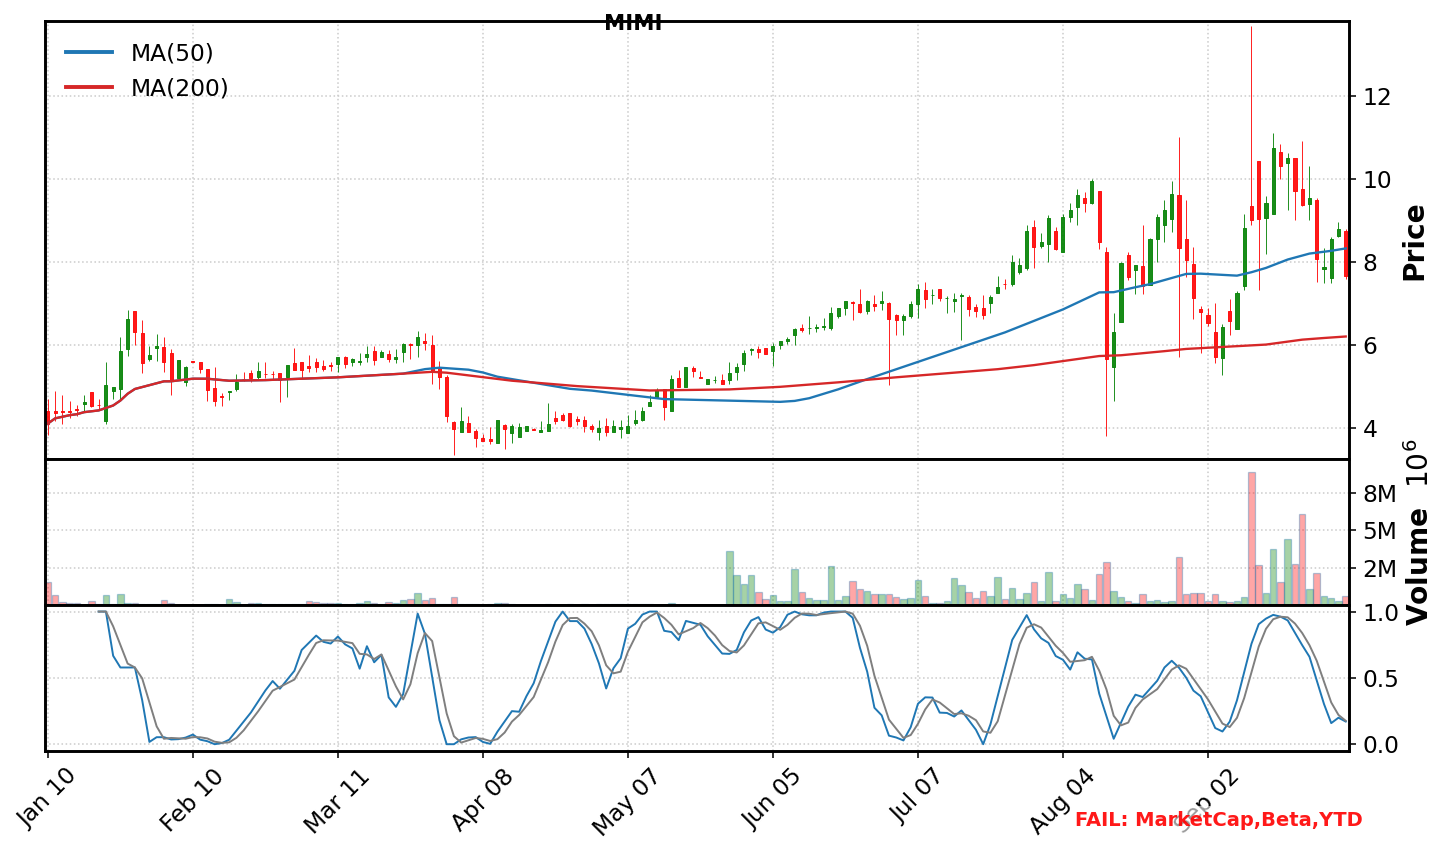 MIMI
MA(50)
MA(200)
12
10
8
6
4
Price
8M
5M
2M
Volume 10^6
1.0
0.5
0.0
Jan 10
Feb 10
Mar 11
Apr 08
May 07
Jun 05
Jul 07
Aug 04
Sep 02
FAIL: MarketCap,Beta,YTD